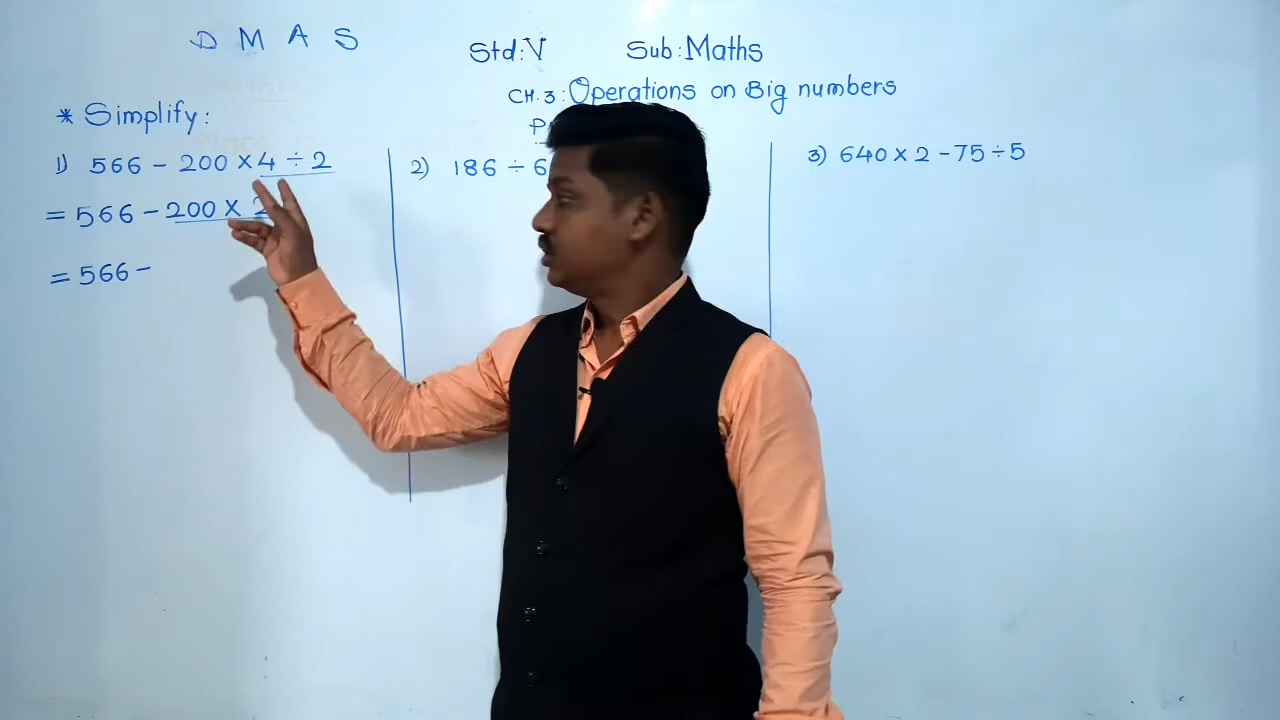 D M A S
Std:V Sub:Maths
CH.3:Operations on Big numbers
* Simplify:
1) 566 - 200 × 4 ÷ 2
= 566 - 200 × 2
= 566 -
2) 186 ÷ 6
3) 640 × 2 - 75 ÷ 5